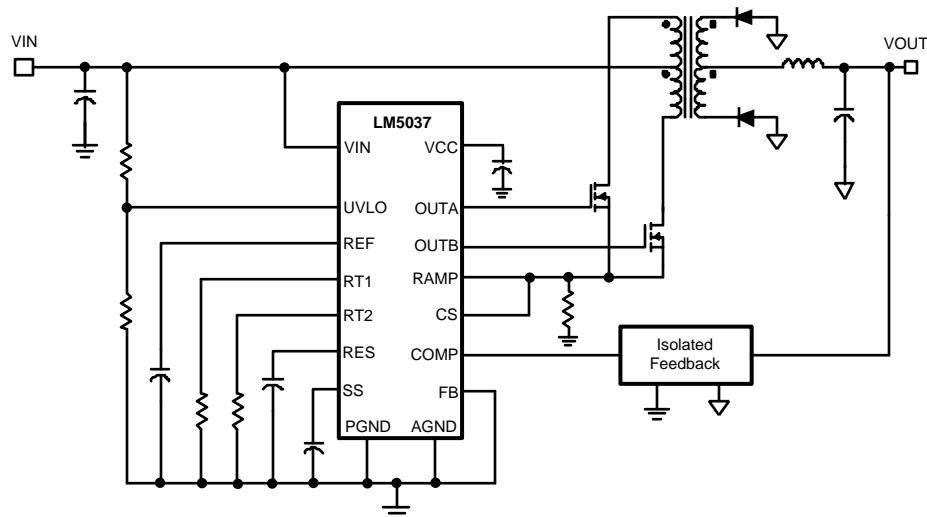 VIN
VOUT
LM5037
VIN
VCC
UVLO
OUTA
REF
OUTB
RT1
RAMP
RT2
CS
RES
COMP
SS
FB
PGND
AGND
Isolated
Feedback